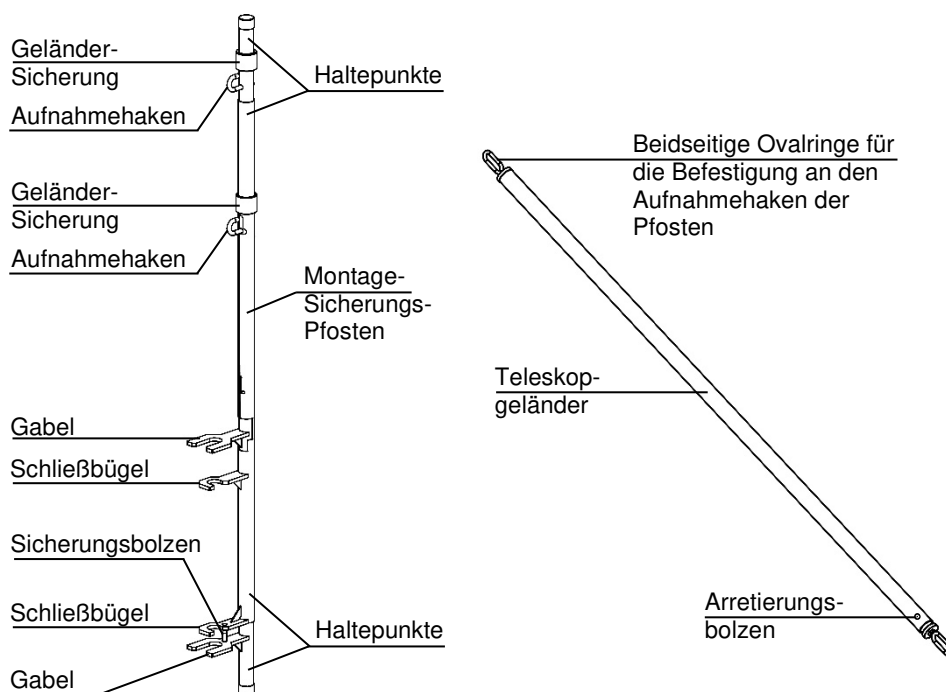 Geländer-
Sicherung
Aufnahmehaken
Geländer-
Sicherung
Aufnahmehaken
Gabel
Schließbügel
Sicherungsbolzen
Schließbügel
Gabel
Haltepunkte
Montage-
Sicherungs-
Pfosten
Haltepunkte
Beidseitige Ovalringe für
die Befestigung an den
Aufnahmehaken der
Pfosten
Teleskop-
geländer
Arretierungs-
bolzen